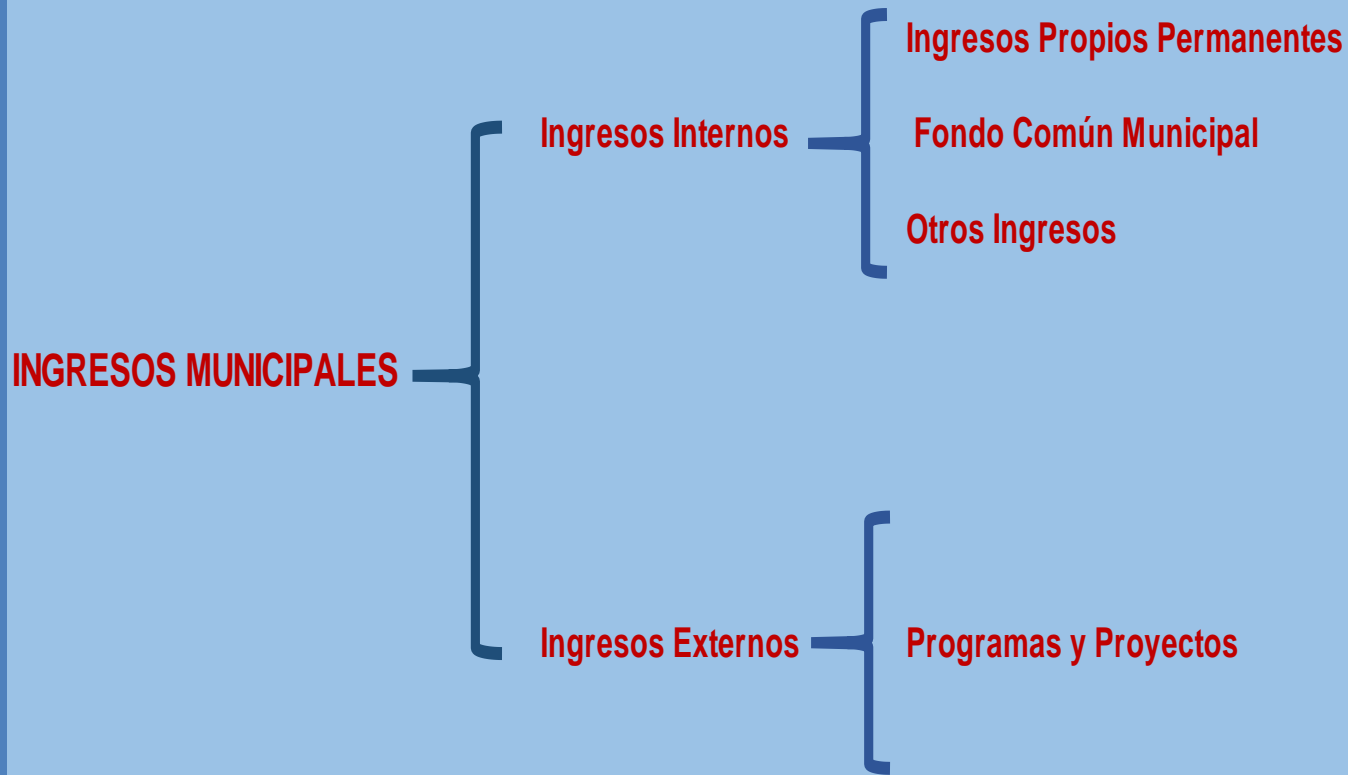 Ingresos Propios Permanentes
Ingresos Internos
Fondo Común Municipal
Otros Ingresos
INGRESOS MUNICIPALES
Ingresos Externos
Programas y Proyectos